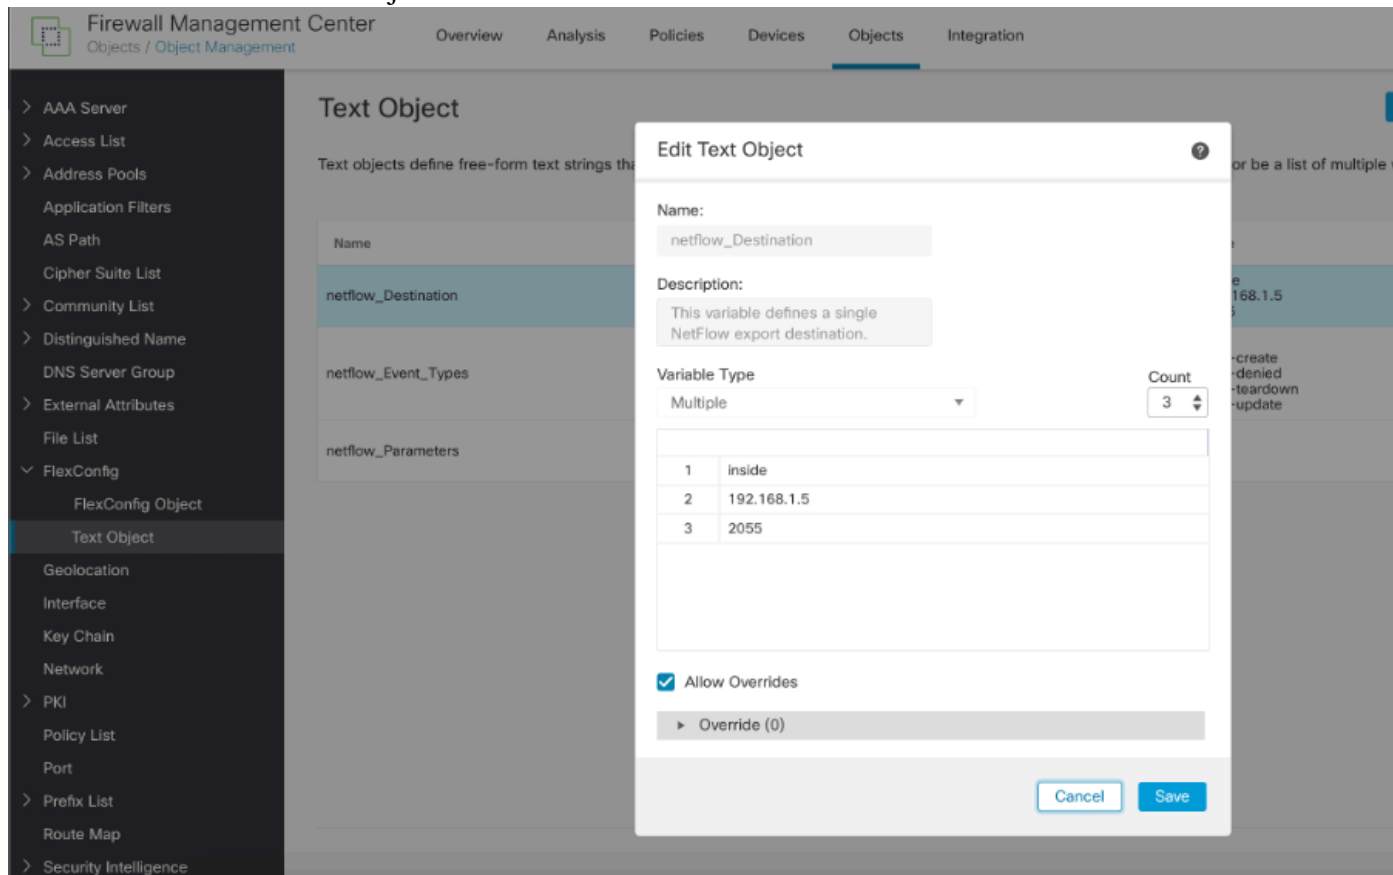 Firewall Management Center
Objects / Object Management
Overview
Analysis
Policies
Devices
Objects
Integration
AAA Server
Access List
Address Pools
Application Filters
AS Path
Cipher Suite List
Community List
Distinguished Name
DNS Server Group
External Attributes
File List
FlexConfig
FlexConfig Object
Text Object
Geolocation
Interface
Key Chain
Network
PKI
Policy List
Port
Prefix List
Route Map
Security Intelligence
Text Object
Text objects define free-form text strings
or be a list of multiple
Name
netflow_Destination
168.1.5
netflow_Event_Types
-create
-denied
-teardown
-update
netflow_Parameters
Edit Text Object
Name:
netflow_Destination
Description:
This variable defines a single
NetFlow export destination.
Variable Type
Count
Multiple
3
1 inside
2 192.168.1.5
3 2055
Allow Overrides
Override (0)
Cancel
Save